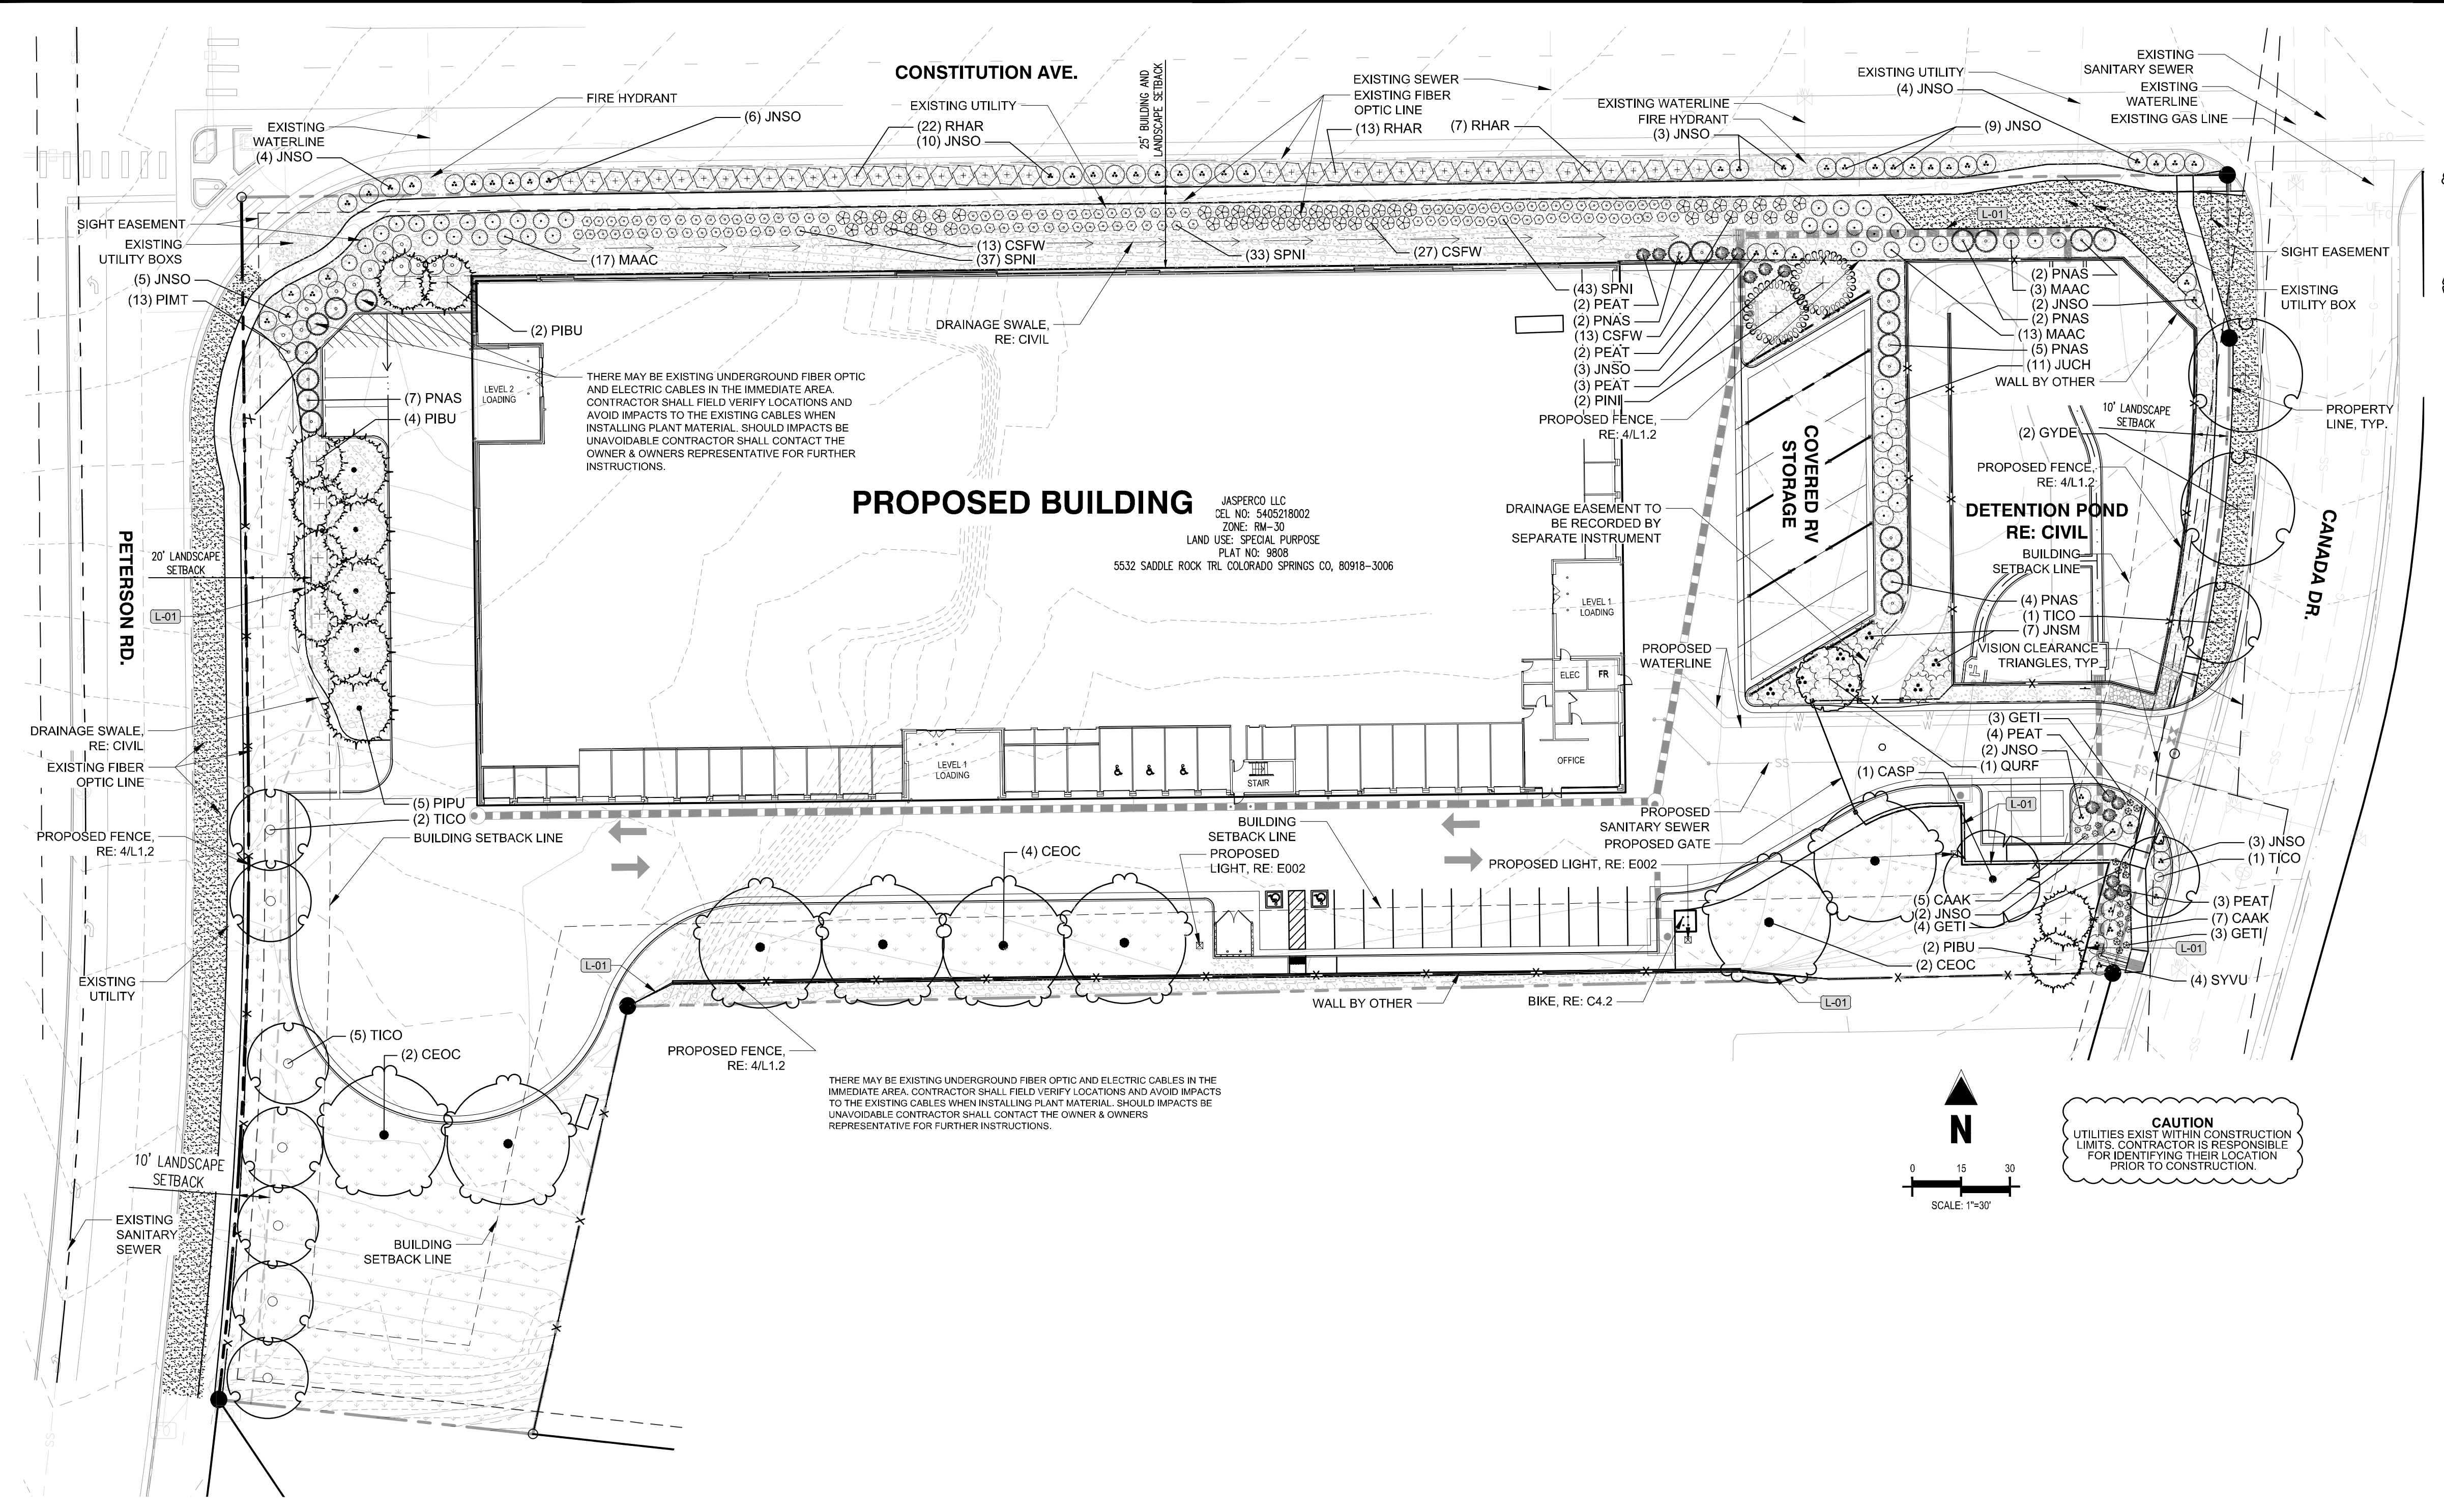 CONSTITUTION AVE.
25' BUILDING AND
LANDSCAPE SETBACK
FIRE HYDRANT
(6) JNSO
EXISTING
WATERLINE
(4) JNSO
EXISTING UTILITY
(22) RHAR
(10) JNSO
EXISTING SEWER
EXISTING FIBER
OPTIC LINE
(13) RHAR
(7) RHAR
EXISTING WATERLINE
FIRE HYDRANT
(3) JNSO
EXISTING UTILITY
(4) JNSO
(9) JNSO
EXISTING
SANITARY SEWER
EXISTING
WATERLINE
EXISTING GAS LINE
SIGHT EASEMENT
EXISTING
UTILITY BOXS
(5) JNSO
(13) PIMT
(17) MAAC
(13) CSFW
(37) SPNI
(33) SPNI
(27) CSFW
(2) PIBU
DRAINAGE SWALE,
RE: CIVIL
L-01
SIGHT EASEMENT
EXISTING
UTILITY BOX
(43) SPNI
(2) PEAT
(2) PNAS
(13) CSFW
(2) PEAT
(3) JNSO
(3) PEAT
(2) PINI
PROPOSED FENCE,
RE: 4/L1.2
(2) PNAS
(3) MAAC
(2) JNSO
(2) PNAS
(13) MAAC
(5) PNAS
(11) JUCH
WALL BY OTHER
10' LANDSCAPE
SETBACK
PROPERTY
LINE, TYP.
(2) GYDE
PROPOSED FENCE,
RE: 4/L1.2
DETENTION POND
RE: CIVIL
BUILDING
SETBACK LINE
CANADA DR.
COVERED RV
STORAGE
LEVEL 2
LOADING
THERE MAY BE EXISTING UNDERGROUND FIBER OPTIC
AND ELECTRIC CABLES IN THE IMMEDIATE AREA.
CONTRACTOR SHALL FIELD VERIFY LOCATIONS AND
AVOID IMPACTS TO THE EXISTING CABLES WHEN
INSTALLING PLANT MATERIAL. SHOULD IMPACTS BE
UNAVOIDABLE CONTRACTOR SHALL CONTACT THE
OWNER & OWNERS REPRESENTATIVE FOR FURTHER
INSTRUCTIONS.
(7) PNAS
(4) PIBU
PROPOSED BUILDING
JASPERCO LLC
CEL NO: 5405218002
ZONE: RM-30
LAND USE: SPECIAL PURPOSE
PLAT NO: 9808
5532 SADDLE ROCK TRL COLORADO SPRINGS CO, 80918-3006
DRAINAGE EASEMENT TO
BE RECORDED BY
SEPARATE INSTRUMENT
PETERSON RD.
20' LANDSCAPE
SETBACK
L-01
LEVEL 1
LOADING
(4) PNAS
(1) TICO
(7) JNSM
VISION CLEARANCE
TRIANGLES, TYP
PROPOSED
WATERLINE
ELEC
FR
DRAINAGE SWALE,
RE: CIVIL
EXISTING FIBER
OPTIC LINE
LEVEL 1
LOADING
STAIR
OFFICE
(3) GETI
(4) PEAT
(2) JNSO
(1) QURF
(1) CASP
L-01
(5) PIPU
(2) TICO
BUILDING SETBACK LINE
PROPOSED FENCE,
RE: 4/L1.2
PROPOSED
SANITARY SEWER
PROPOSED GATE
PROPOSED LIGHT, RE: E002
BUILDING
SETBACK LINE
PROPOSED
LIGHT, RE: E002
(4) CEOC
(3) JNSO
(1) TICO
(5) CAAK
(2) JNSO
(4) GETI
(2) PIBU
(2) CEOC
(3) PEAT
(7) CAAK
(3) GETI
L-01
(4) SYVU
EXISTING
UTILITY
L-01
WALL BY OTHER
BIKE, RE: C4.2
L-01
(5) TICO
(2) CEOC
PROPOSED FENCE,
RE: 4/L1.2
THERE MAY BE EXISTING UNDERGROUND FIBER OPTIC AND ELECTRIC CABLES IN THE
IMMEDIATE AREA. CONTRACTOR SHALL FIELD VERIFY LOCATIONS AND AVOID IMPACTS
TO THE EXISTING CABLES WHEN INSTALLING PLANT MATERIAL. SHOULD IMPACTS BE
UNAVOIDABLE CONTRACTOR SHALL CONTACT THE OWNER & OWNERS
REPRESENTATIVE FOR FURTHER INSTRUCTIONS.
10' LANDSCAPE
SETBACK
EXISTING
SANITARY
SEWER
BUILDING
SETBACK LINE
N
0 15 30
SCALE: 1"=30'
CAUTION
UTILITIES EXIST WITHIN CONSTRUCTION
LIMITS. CONTRACTOR IS RESPONSIBLE
FOR IDENTIFYING THEIR LOCATION
PRIOR TO CONSTRUCTION.